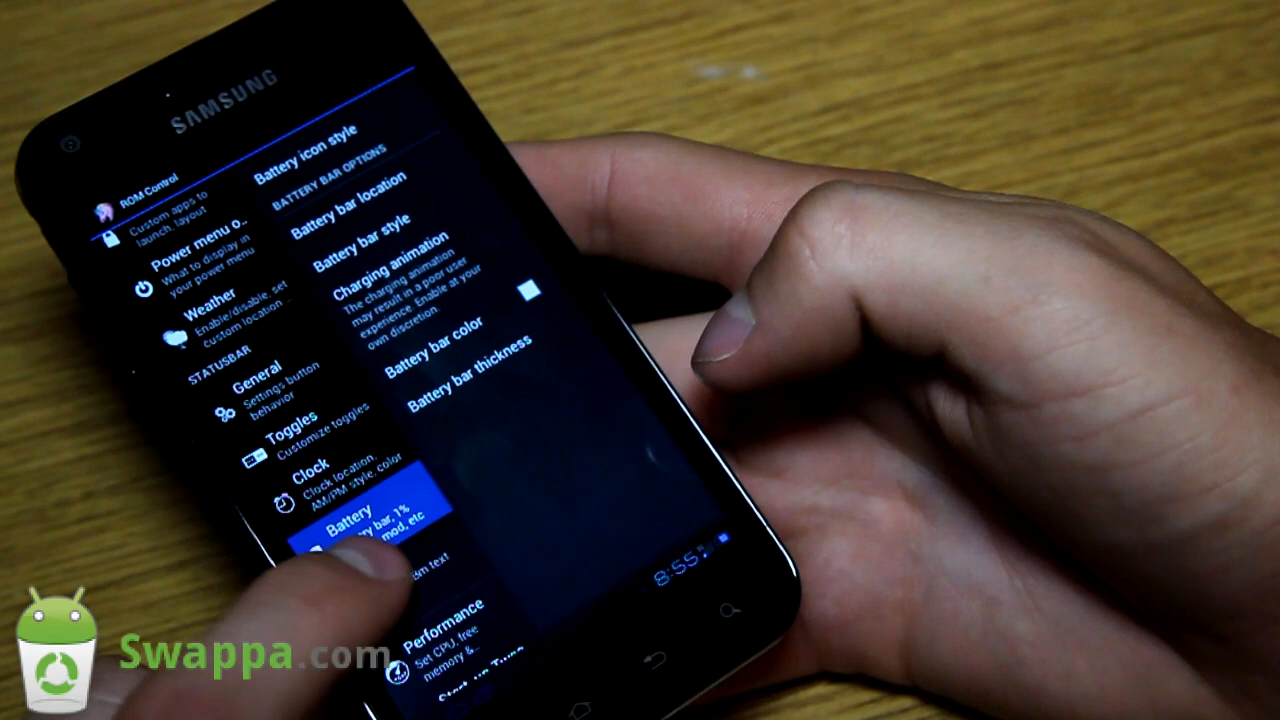 SAMSUNG
ROM Control
Custom apps to
launch, layout
Power menu o..
What to display in
your power menu
Weather
Enable/disable, set
custom location
STATUSBAR
General
Settings button
behavior
Toggles
Customize toggles
Clock
Clock location,
AM/PM style, color
Battery
bar, 1%
mod, etc
text
Performance
Set CPU, free
memory &..
Battery icon style
BATTERY BAR OPTIONS
Battery bar location
Battery bar style
Charging animation
The charging animation
may result in a poor user
experience. Enable at your
own discretion.
Battery bar color
Battery bar thickness
8:55
Swappa.com